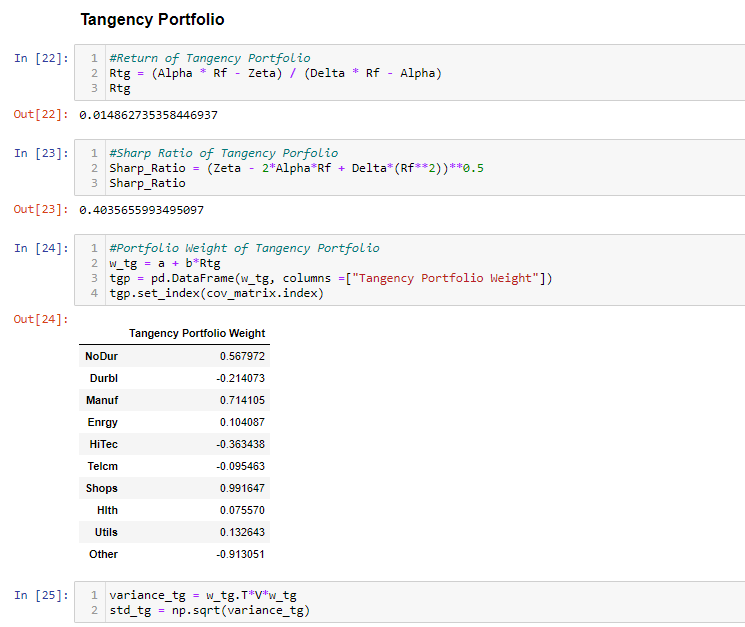 Tangency Portfolio
In [22]: 1 #Return of Tangency Portfolio
2 Rtg = (Alpha * Rf - Zeta) / (Delta * Rf - Alpha)
3 Rtg
Out[22]: 0.014862735358446937
In [23]: 1 #Sharp Ratio of Tangency Porfolio
2 Sharp_Ratio = (Zeta - 2*Alpha*Rf + Delta*(Rf**2))**0.5
3 Sharp_Ratio
Out[23]: 0.4035655993495097
In [24]: 1 #Portfolio Weight of Tangency Portfolio
2 w_tg = a + b*Rtg
3 tgp = pd.DataFrame(w_tg, columns =["Tangency Portfolio Weight"])
4 tgp.set_index(cov_matrix.index)
Out[24]:
Tangency Portfolio Weight
NoDur 0.567972
Durbl -0.214073
Manuf 0.714105
Enrgy 0.104087
HiTec -0.363438
Telcm -0.095463
Shops 0.991647
Hlth 0.075570
Utils 0.132643
Other -0.913051
In [25]: 1 variance_tg = w_tg.T*V*w_tg
2 std_tg = np.sqrt(variance_tg)